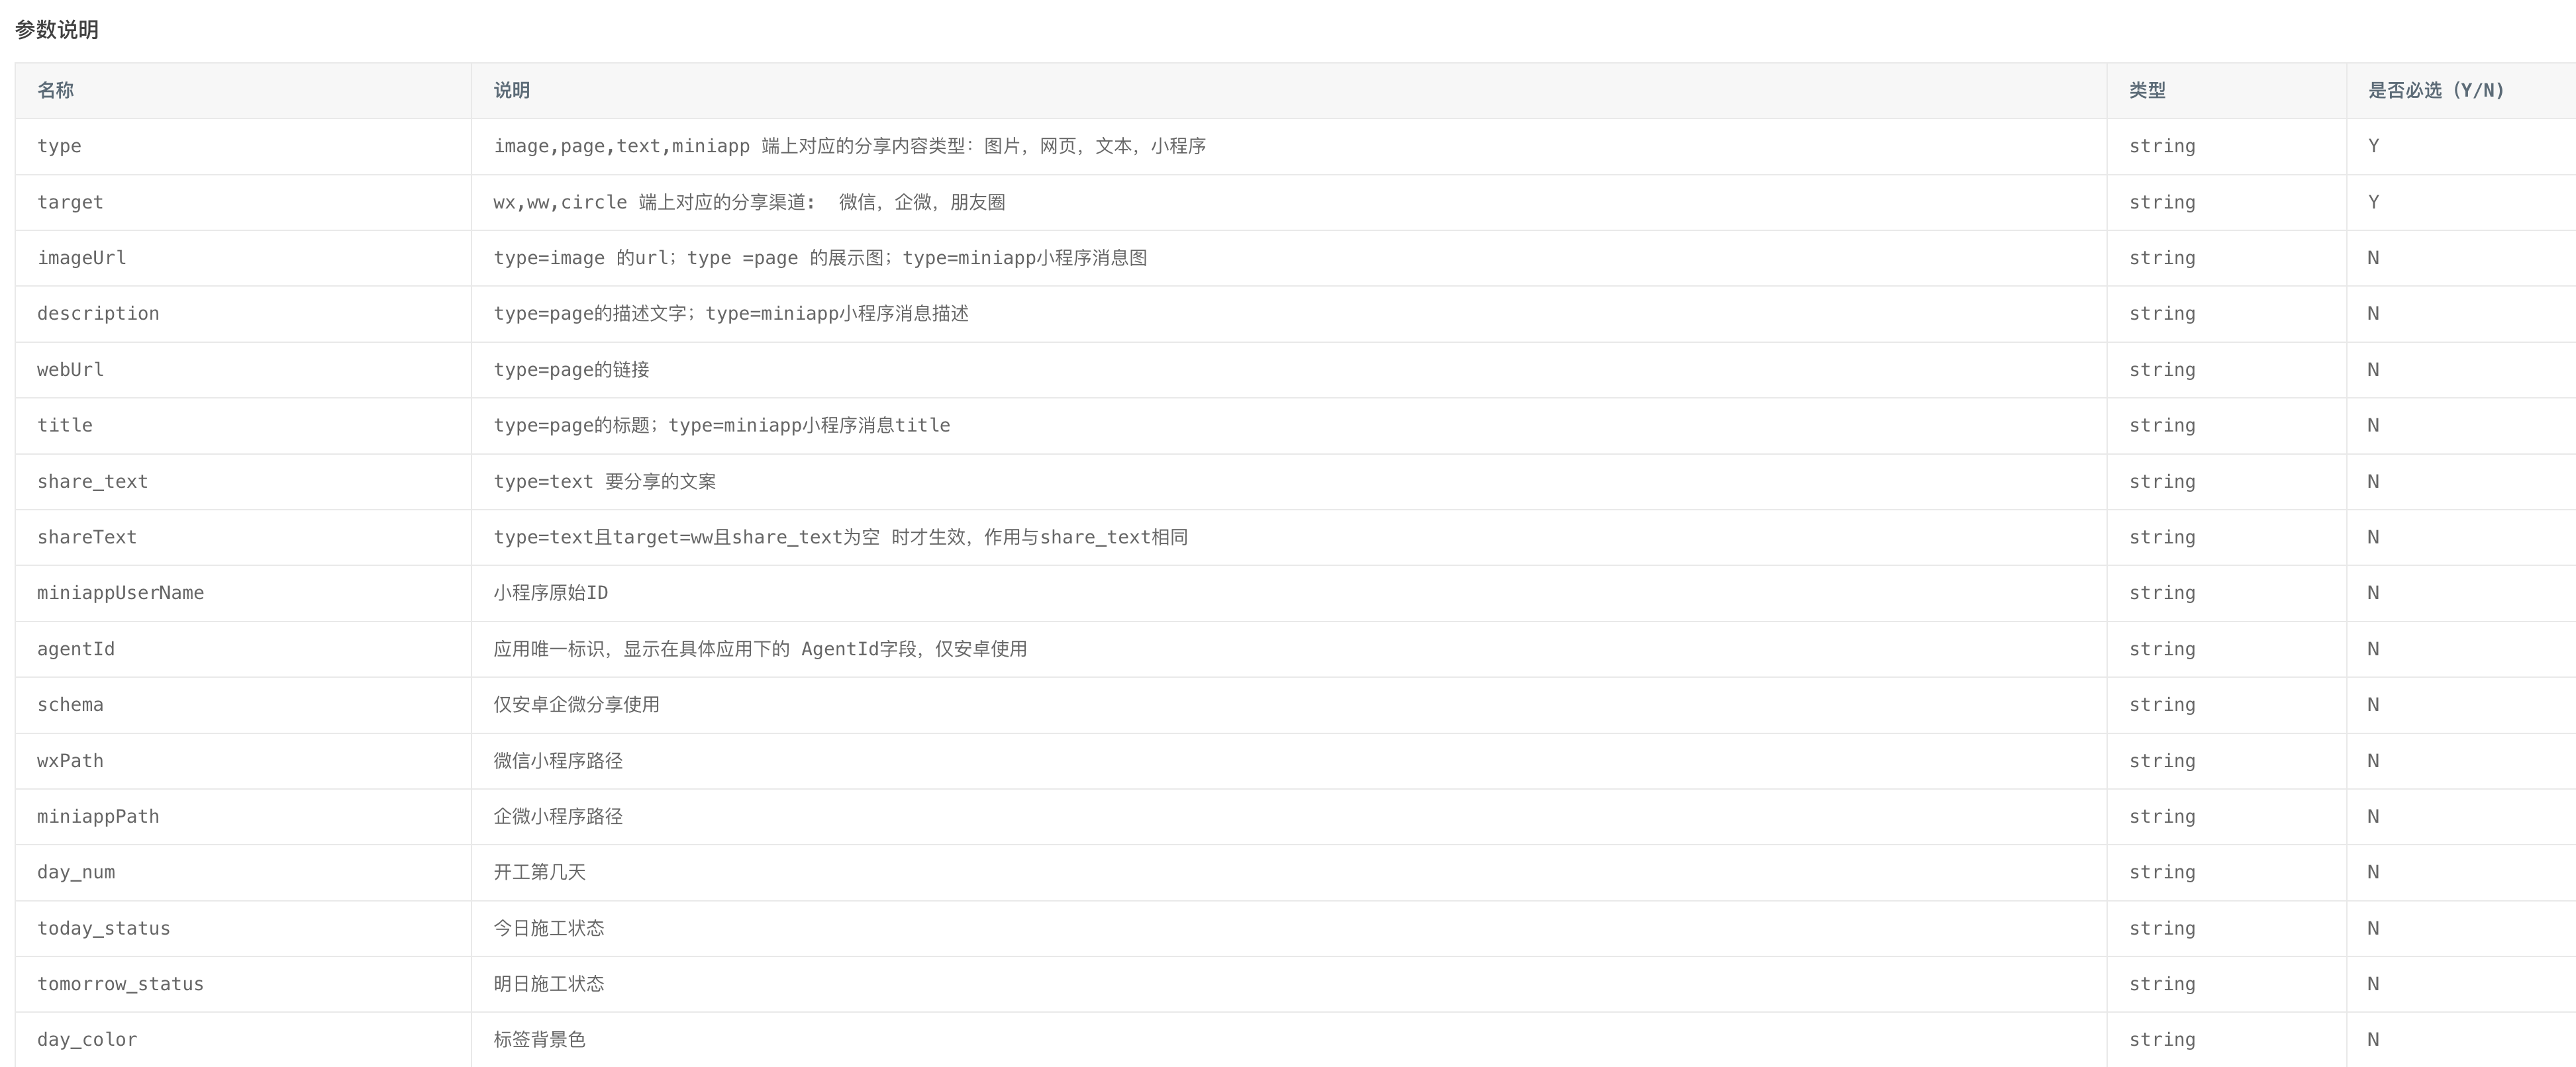 参数说明
名称 说明 类型 是否必选（Y/N）
type image,page,text,miniapp 端上对应的分享内容类型：图片，网页，文本，小程序 string Y
target wx,ww,circle 端上对应的分享渠道:  微信，企微，朋友圈 string Y
imageUrl type=image 的url；type =page 的展示图；type=miniapp小程序消息图 string N
description type=page的描述文字；type=miniapp小程序消息描述 string N
webUrl type=page的链接 string N
title type=page的标题；type=miniapp小程序消息title string N
share_text type=text 要分享的文案 string N
shareText type=text且target=ww且share_text为空 时才生效，作用与share_text相同 string N
miniappUserName 小程序原始ID string N
agentId 应用唯一标识，显示在具体应用下的 AgentId字段，仅安卓使用 string N
schema 仅安卓企微分享使用 string N
wxPath 微信小程序路径 string N
miniappPath 企微小程序路径 string N
day_num 开工第几天 string N
today_status 今日施工状态 string N
tomorrow_status 明日施工状态 string N
day_color 标签背景色 string N